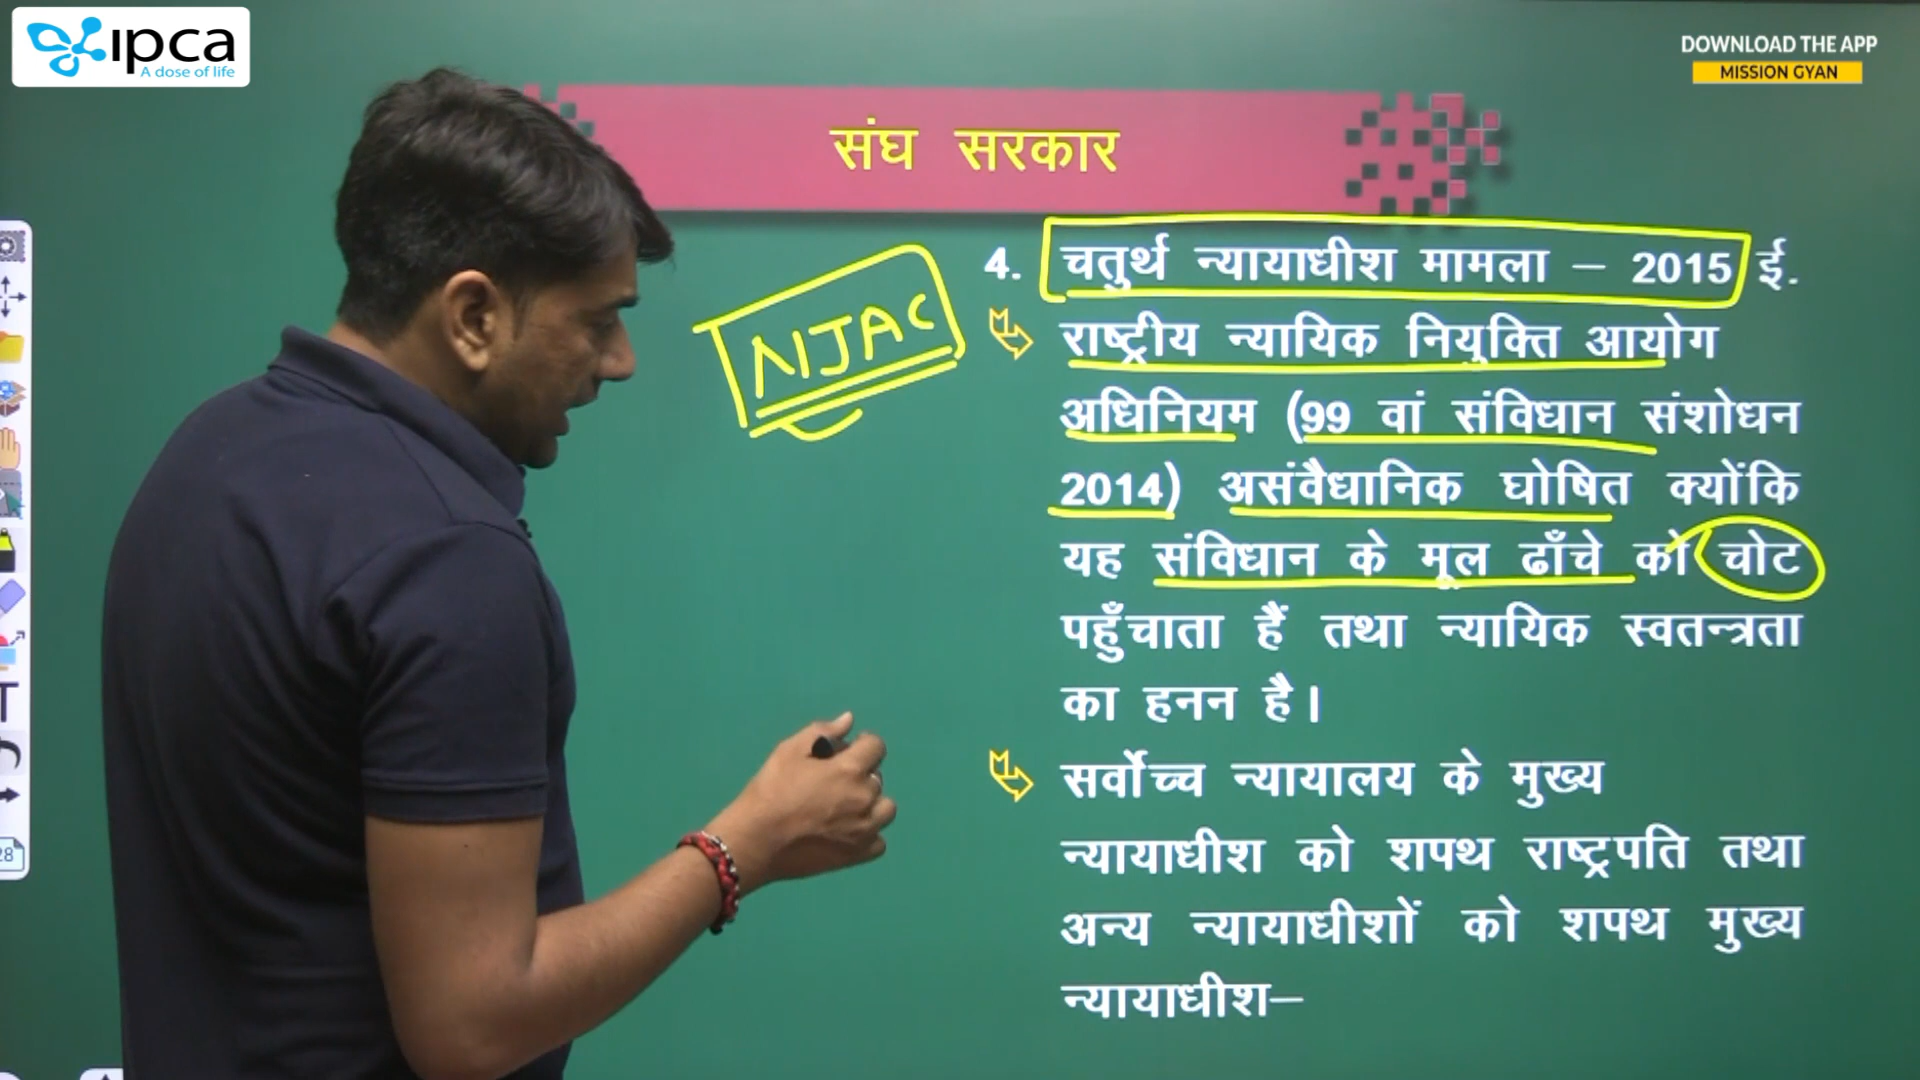 ipca
A dose of life
DOWNLOAD THE APP
MISSION GYAN
संघ सरकार
NJAC
4. चतुर्थ न्यायाधीश मामला – 2015 ई.
राष्ट्रीय न्यायिक नियुक्ति आयोग
अधिनियम (99 वां संविधान संशोधन
2014) असंवैधानिक घोषित क्योंकि
यह संविधान के मूल ढाँचे को चोट
पहुँचाता हैं तथा न्यायिक स्वतन्त्रता
का हनन है।
सर्वोच्च न्यायालय के मुख्य
न्यायाधीश को शपथ राष्ट्रपति तथा
अन्य न्यायाधीशों को शपथ मुख्य
न्यायाधीश–
28